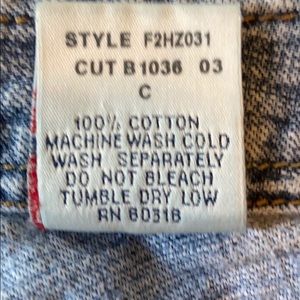 STYLE F2HZ031
CUT B1036 03
C
100% COTTON
MACHINE WASH COLD
WASH SEPARATELY
DO NOT BLEACH
TUMBLE DRY LOW
RN 80318